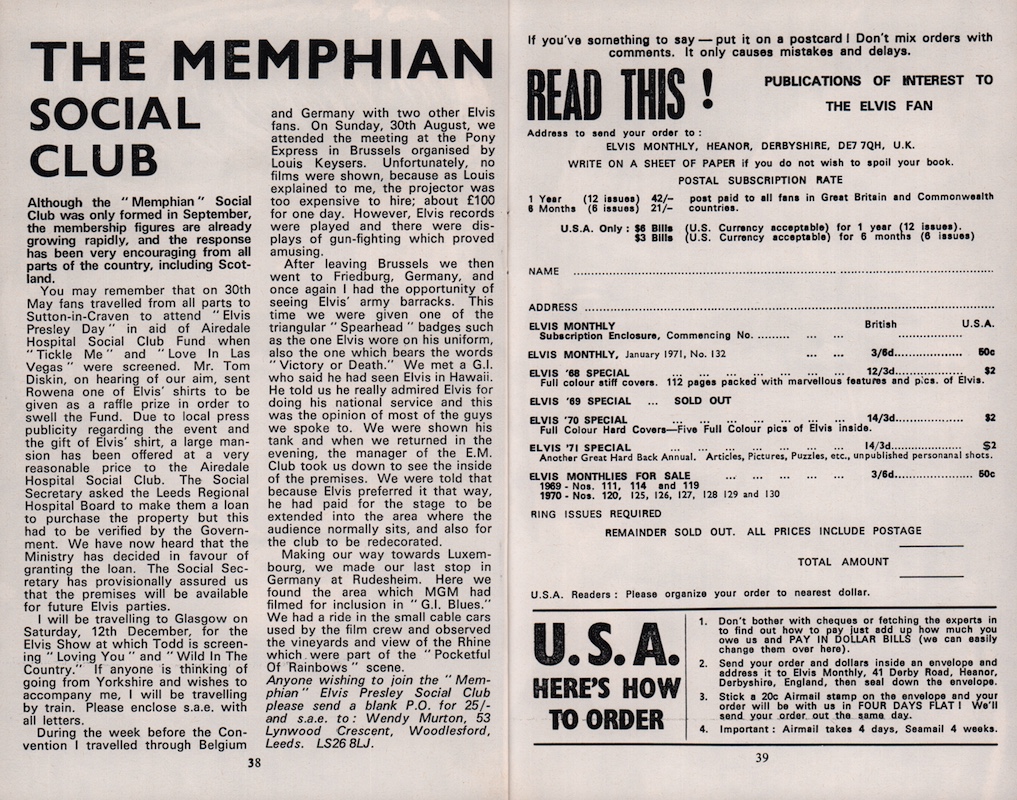 THE MEMPHIAN
SOCIAL
CLUB
Although the "Memphian" Social
Club was only formed in September,
the membership figures are already
growing rapidly, and the response
has been very encouraging from all
parts of the country, including Scot-
land.
You may remember that on 30th
May fans travelled from all parts to
Sutton-in-Craven to attend "Elvis
Presley Day" in aid of Airedale
Hospital Social Club Fund when
"Tickle Me" and "Love In Las
Vegas" were screened. Mr. Tom
Diskin, on hearing of our aim, sent
Rowena one of Elvis' shirts to be
given as a raffle prize in order to
swell the Fund. Due to local press
publicity regarding the event and
the gift of Elvis' shirt, a large man-
sion has been offered at a very
reasonable price to the Airedale
Hospital Social Club. The Social
Secretary asked the Leeds Regional
Hospital Board to make them a loan
to purchase the property but this
had to be verified by the Govern-
ment. We have now heard that the
Ministry has decided in favour of
granting the loan. The Social Sec-
retary has provisionally assured us
that the premises will be available
for future Elvis parties.
I will be travelling to Glasgow on
Saturday, 12th December, for the
Elvis Show at which Todd is screen-
ing "Loving You" and "Wild In The
Country." If anyone is thinking of
going from Yorkshire and wishes to
accompany me, I will be travelling
by train. Please enclose s.a.e. with
all letters.
During the week before the Con-
vention I travelled through Belgium
and Germany with two other Elvis
fans. On Sunday, 30th August, we
attended the meeting at the Pony
Express in Brussels organised by
Louis Keysers. Unfortunately, no
films were shown, because as Louis
explained to me, the projector was
too expensive to hire; about £100
for one day. However, Elvis records
were played and there were dis-
plays of gun-fighting which proved
amusing.
After leaving Brussels we then
went to Friedburg, Germany, and
once again I had the opportunity of
seeing Elvis' army barracks. This
time we were given one of the
triangular "Spearhead" badges such
as the one Elvis wore on his uniform,
also the one which bears the words
"Victory or Death." We met a G.I.
who said he had seen Elvis in Hawaii.
He told us he really admired Elvis for
doing his national service and this
was the opinion of most of the guys
we spoke to. We were shown his
tank and when we returned in the
evening, the manager of the E.M.
Club took us down to see the inside
of the premises. We were told that
because Elvis preferred it that way,
he had paid for the stage to be
extended into the area where the
audience normally sits, and also for
the club to be redecorated.
Making our way towards Luxem-
bourg, we made our last stop in
Germany at Rudesheim. Here we
found the area which MGM had
filmed for inclusion in "G.I. Blues."
We had a ride in the small cable cars
used by the film crew and observed
the vineyards and view of the Rhine
which were part of the "Pocketful
Of Rainbows" scene.
Anyone wishing to join the "Mem-
phian" Elvis Presley Social Club
please send a blank P.O. for 25/-
and s.a.e. to: Wendy Murton, 53
Lynwood Crescent, Woodlesford,
Leeds. LS26 8LJ.
38
If you've something to say — put it on a postcard! Don't mix orders with
comments. It only causes mistakes and delays.
READ THIS!
PUBLICATIONS OF INTEREST TO
THE ELVIS FAN
Address to send your order to:
ELVIS MONTHLY, HEANOR, DERBYSHIRE, DE7 7QH, U.K.
WRITE ON A SHEET OF PAPER if you do not wish to spoil your book.
POSTAL SUBSCRIPTION RATE
1 Year (12 issues) 42/- post paid to all fans in Great Britain and Commonwealth
6 Months (6 issues) 21/- countries.
U.S.A. Only: $6 Bills (U.S. Currency acceptable) for 1 year (12 issues).
$3 Bills (U.S. Currency acceptable) for 6 months (6 issues)
NAME ........................................
ADDRESS ........................................
ELVIS MONTHLY British U.S.A.
Subscription Enclosure, Commencing No. ......... ... ... ....................
ELVIS MONTHLY, January 1971, No. 132 ... ... 3/6d.................... 50c
ELVIS '68 SPECIAL ... ... ... ... ... 12/3d.................... $2
Full colour stiff covers. 112 pages packed with marvellous features and pics. of Elvis.
ELVIS '69 SPECIAL ... SOLD OUT
ELVIS '70 SPECIAL ... ... ... ... ... 14/3d.................... $2
Full Colour Hard Covers—Five Full Colour pics of Elvis inside.
ELVIS '71 SPECIAL ... ... ... ... ... 14/3d.................... $2
Another Great Hard Back Annual. Articles, Pictures, Puzzles, etc., unpublished personanal shots.
ELVIS MONTHLIES FOR SALE ... ... ... ... 3/6d.................... 50c
1969 - Nos. 111, 114 and 119
1970 - Nos. 120, 125, 126, 127, 128 129 and 130
RING ISSUES REQUIRED
REMAINDER SOLD OUT. ALL PRICES INCLUDE POSTAGE
TOTAL AMOUNT
U.S.A. Readers: Please organize your order to nearest dollar.
U.S.A.
HERE'S HOW
TO ORDER
1. Don't bother with cheques or fetching the experts in
to find out how to pay just add up how much you
owe us and PAY IN DOLLAR BILLS (we can easily
change them over here).
2. Send your order and dollars inside an envelope and
address it to Elvis Monthly, 41 Derby Road, Heanor,
Derbyshire, England, then seal down the envelope.
3. Stick a 20c Airmail stamp on the envelope and your
order will be with us in FOUR DAYS FLAT! We'll
send your order out the same day.
4. Important: Airmail takes 4 days, Seamail 4 weeks.
39